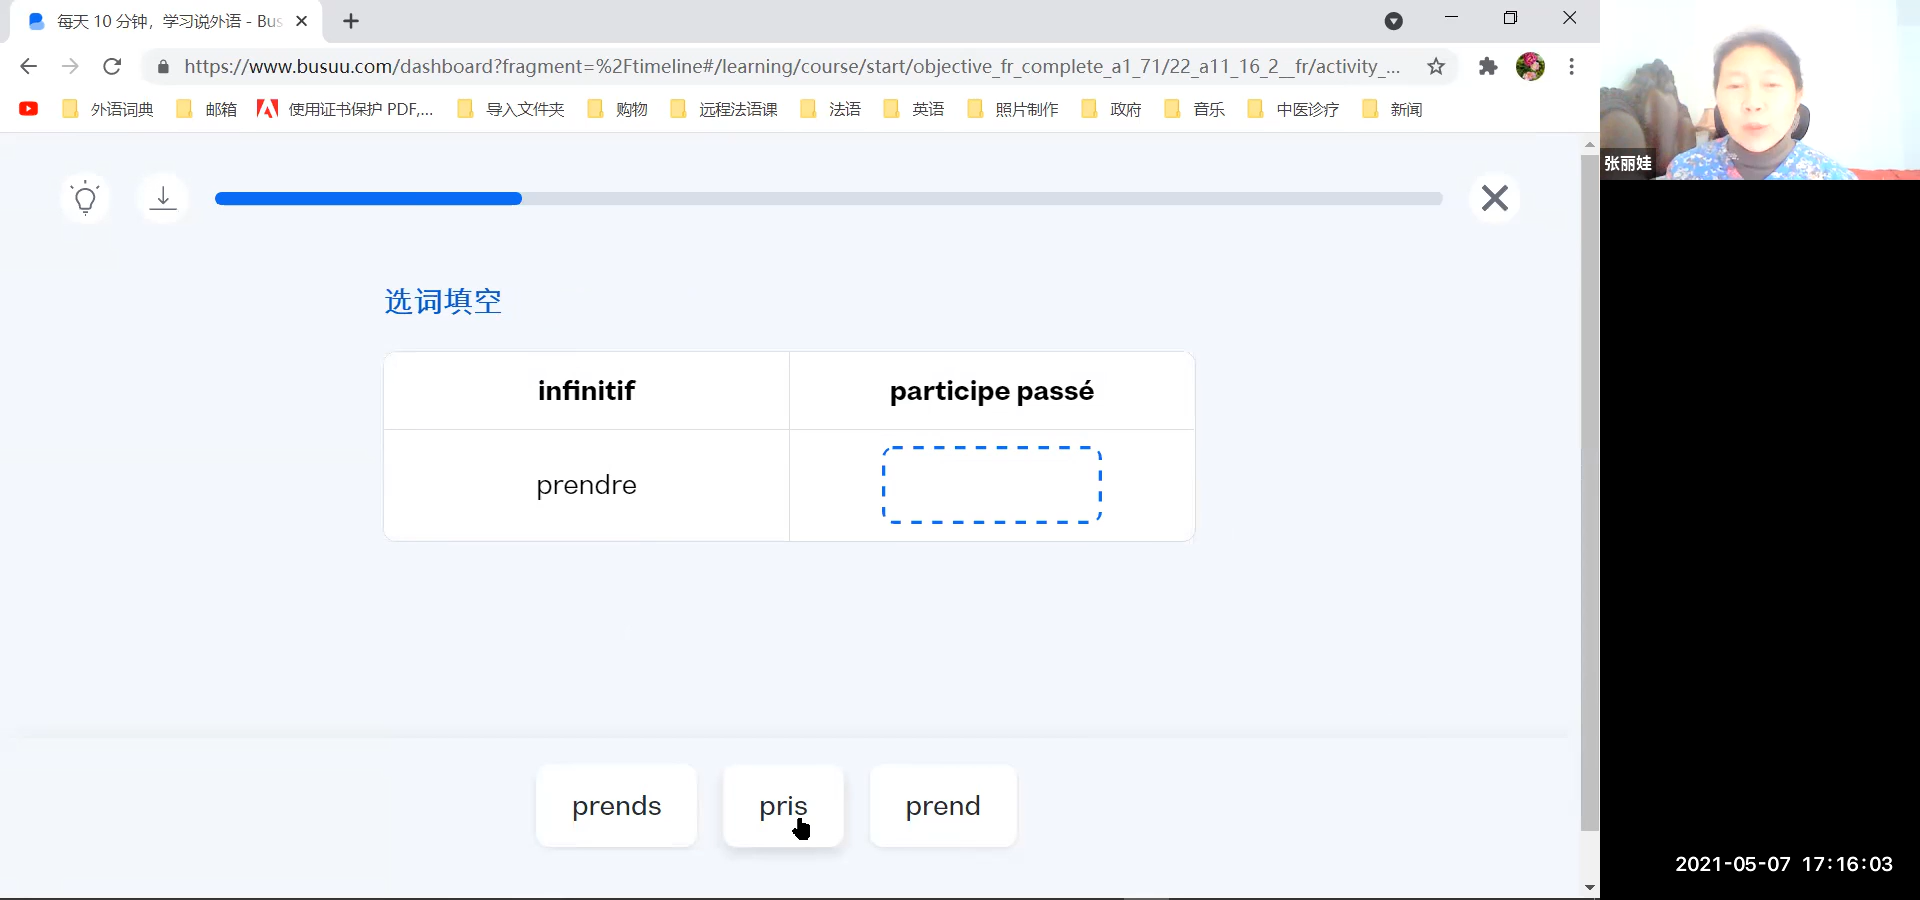 每天 10 分钟，学习说外语 - Bus
https://www.busuu.com/dashboard?fragment=%2Ftimeline#/learning/course/start/objective_fr_complete_a1_71/22_a11_16_2__fr/activity_...
外语词典 邮箱 使用证书保护 PDF,... 导入文件夹 购物 远程法语课 法语 英语 照片制作 政府 音乐 中医诊疗 新闻
张丽娃
选词填空
infinitif participe passé
prendre
prends pris prend
2021-05-07 17:16:03